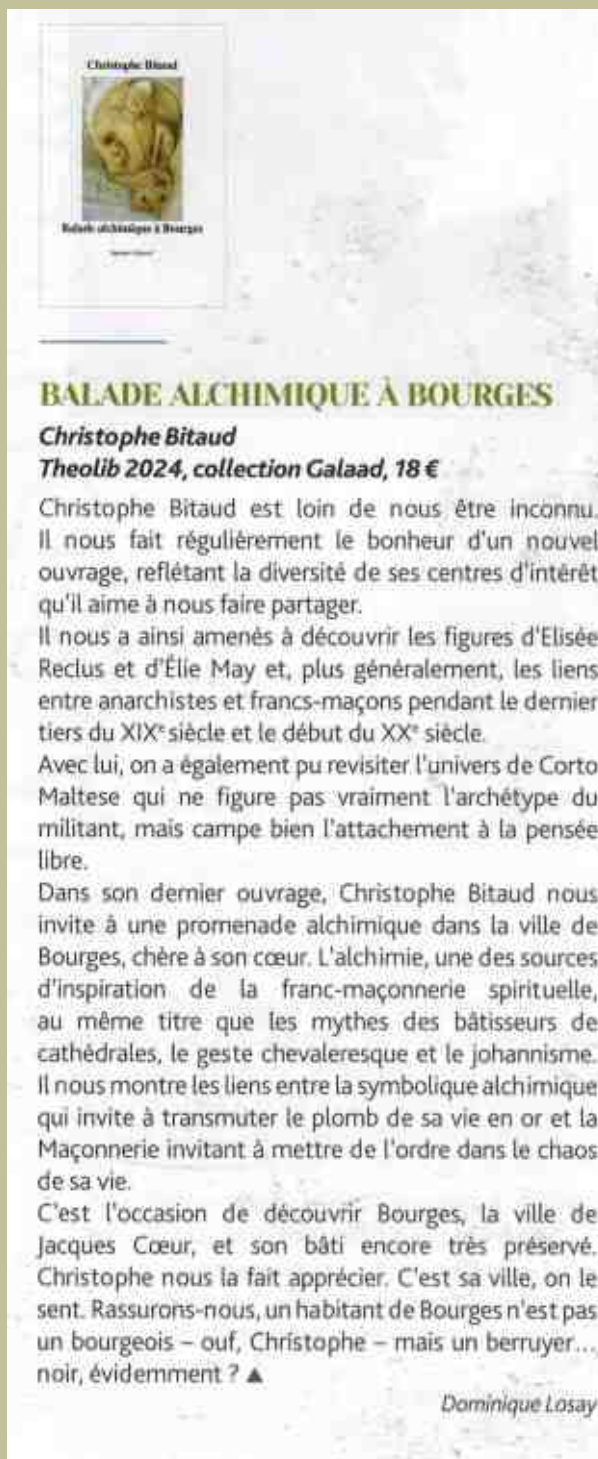 Christophe Bitaud
Balade alchimique à Bourges
BALADE ALCHIMIQUE À BOURGES
Christophe Bitaud
Theolib 2024, collection Galaad, 18 €
Christophe Bitaud est loin de nous être inconnu.
Il nous fait régulièrement le bonheur d'un nouvel
ouvrage, reflétant la diversité de ses centres d'intérêt
qu'il aime à nous faire partager.
Il nous a ainsi amenés à découvrir les figures d'Elisée
Reclus et d'Élie May et, plus généralement, les liens
entre anarchistes et francs-maçons pendant le dernier
tiers du XIXᵉ siècle et le début du XXᵉ siècle.
Avec lui, on a également pu revisiter l'univers de Corto
Maltese qui ne figure pas vraiment l'archétype du
militant, mais campe bien l'attachement à la pensée
libre.
Dans son dernier ouvrage, Christophe Bitaud nous
invite à une promenade alchimique dans la ville de
Bourges, chère à son cœur. L'alchimie, une des sources
d'inspiration de la franc-maçonnerie spirituelle,
au même titre que les mythes des bâtisseurs de
cathédrales, le geste chevaleresque et le johannisme.
Il nous montre les liens entre la symbolique alchimique
qui invite à transmuter le plomb de sa vie en or et la
Maçonnerie invitant à mettre de l'ordre dans le chaos
de sa vie.
C'est l'occasion de découvrir Bourges, la ville de
Jacques Cœur, et son bâti encore très préservé.
Christophe nous la fait apprécier. C'est sa ville, on le
sent. Rassurons-nous, un habitant de Bourges n'est pas
un bourgeois – ouf, Christophe – mais un berruyer…
noir, évidemment ? ▲
Dominique Losay